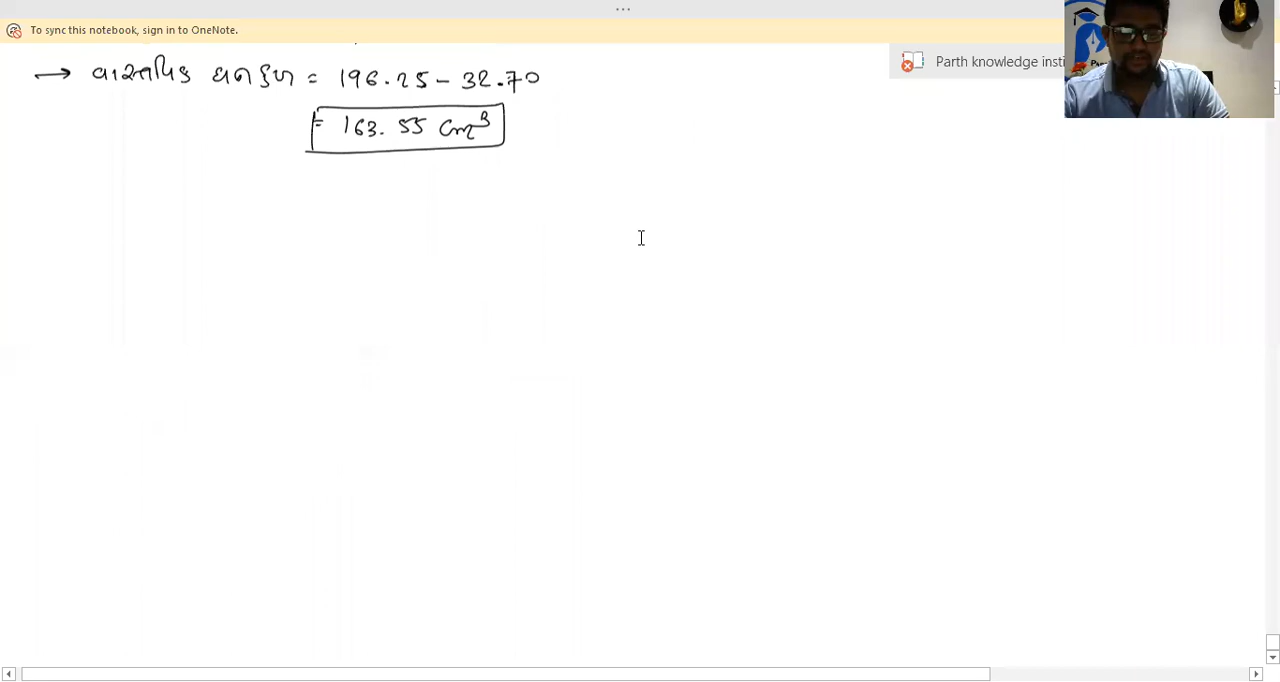 ...
To sync this notebook, sign in to OneNote.
Parth knowledge insti
→ વાસ્તવિક ઘનફળ = 196.25 - 32.70
= 163.55 cm³